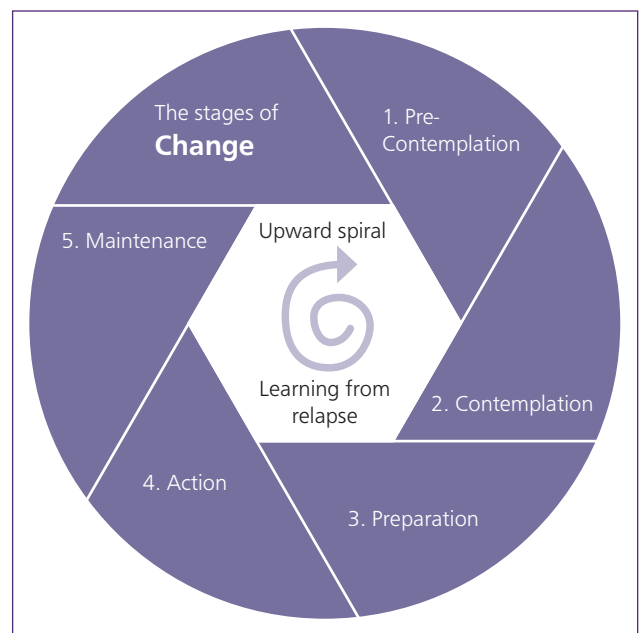 The stages of
Change
1. Pre-
Contemplation
2. Contemplation
3. Preparation
4. Action
5. Maintenance
Upward spiral
Learning from
relapse